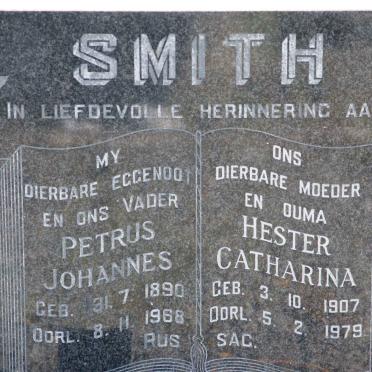 SMITH
IN LIEFDEVOLLE HERINNERING AA
MY
DIERBARE EGGENOOT
EN ONS VADER
PETRUS
JOHANNES
GEB. 31. 7. 1890
OORL. 8. 11. 1968
ONS
DIERBARE MOEDER
EN OUMA
HESTER
CATHARINA
GEB. 3. 10. 1907
OORL. 5. 2. 1979
RUS SAG.